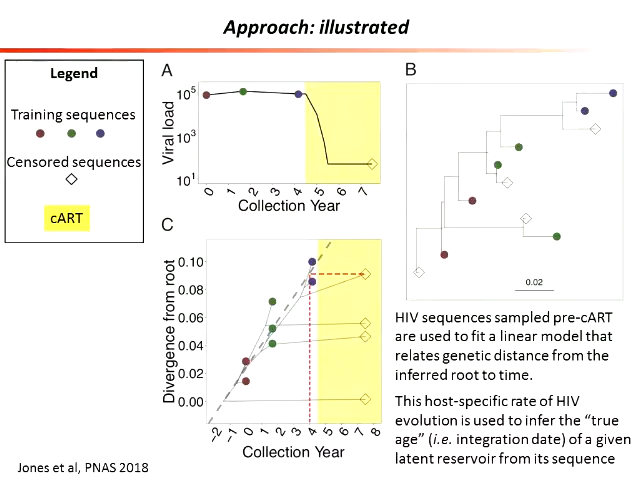 Approach: illustrated
Legend
Training sequences
Censored sequences
cART
A
Viral load
10^5
10^3
10^1
0 1 2 3 4 5 6 7
Collection Year
B
0.02
C
Divergence from root
0.10
0.08
0.06
0.04
0.02
0.00
-2 -1 0 1 2 3 4 5 6 7 8
Collection Year
HIV sequences sampled pre-cART
are used to fit a linear model that
relates genetic distance from the
inferred root to time.
This host-specific rate of HIV
evolution is used to infer the “true
age” (i.e. integration date) of a given
latent reservoir from its sequence
Jones et al, PNAS 2018